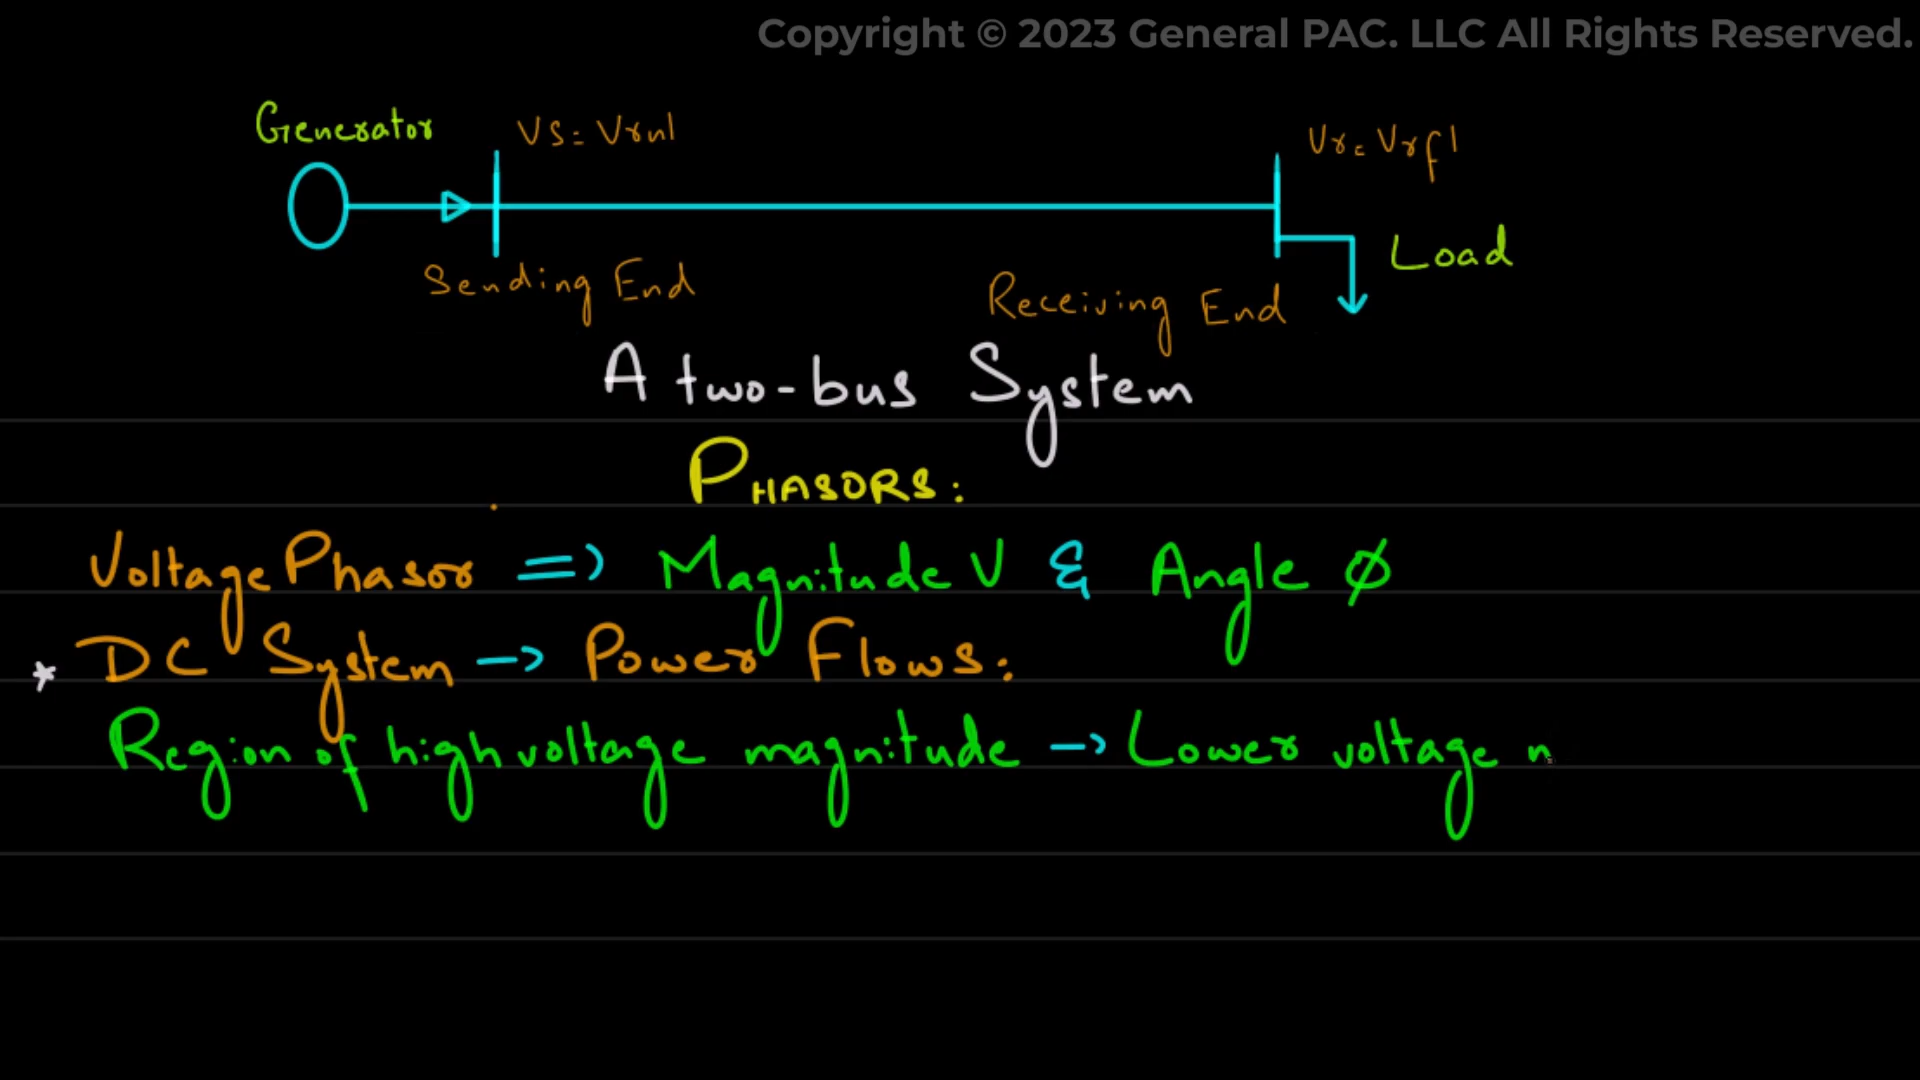 Copyright © 2023 General PAC. LLC All Rights Reserved.
Generator
Vs = Vrnl
Vr = Vrfl
Load
Sending End
Receiving End
A two-bus System
PHASORS:
Voltage Phasor => Magnitude V & Angle ϕ
* DC System -> Power Flows:
Region of high voltage magnitude -> Lower voltage n